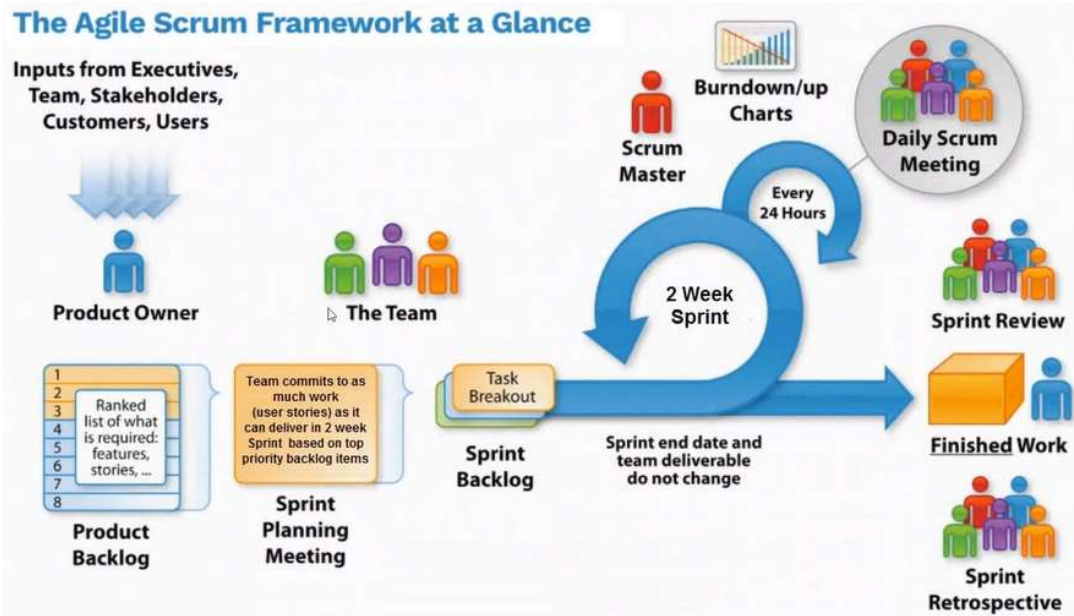 The Agile Scrum Framework at a Glance
Inputs from Executives,
Team, Stakeholders,
Customers, Users
Product Owner
The Team
Scrum
Master
Burndown/up
Charts
Daily Scrum
Meeting
Every
24 Hours
2 Week
Sprint
Sprint Review
1
2
3
4
5
6
7
8
Ranked
list of what
is required:
features,
stories, ...
Product
Backlog
Team commits to as
much work
(user stories) as it
can deliver in 2 week
Sprint based on top
priority backlog items
Sprint
Planning
Meeting
Task
Breakout
Sprint
Backlog
Sprint end date and
team deliverable
do not change
Finished Work
Sprint
Retrospective